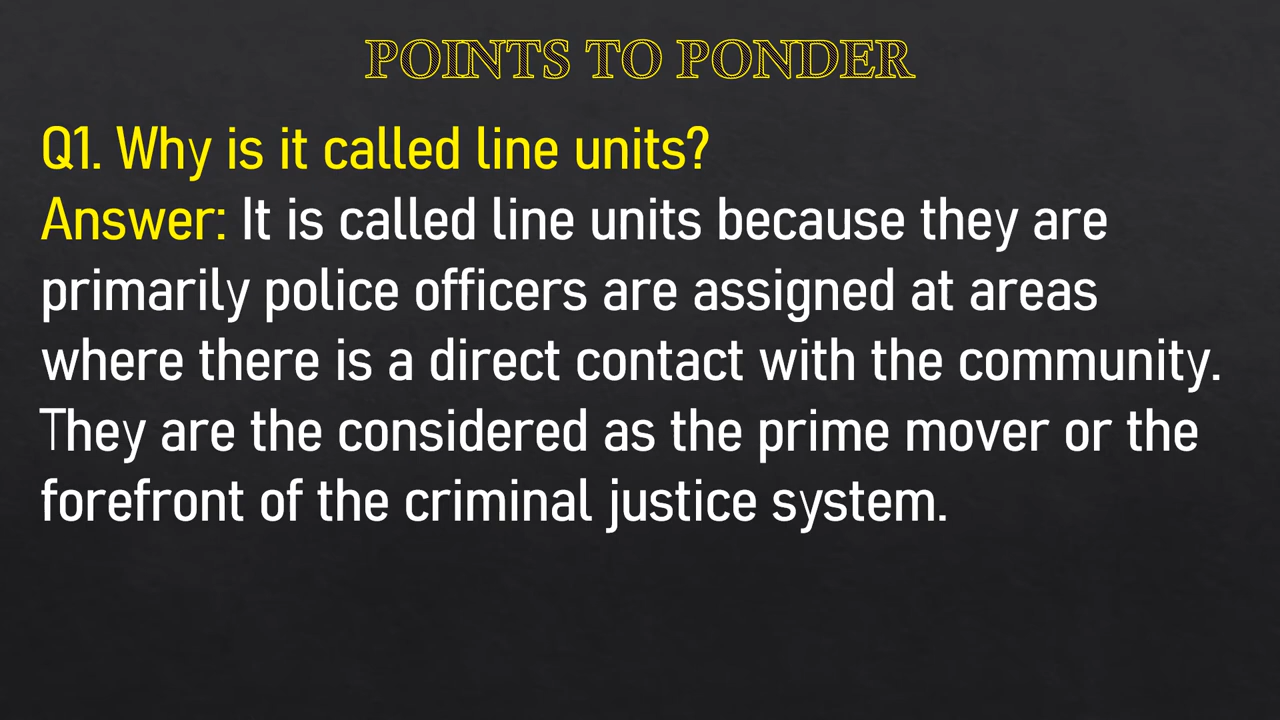 POINTS TO PONDER
Q1. Why is it called line units?
Answer: It is called line units because they are
primarily police officers are assigned at areas
where there is a direct contact with the community.
They are the considered as the prime mover or the
forefront of the criminal justice system.